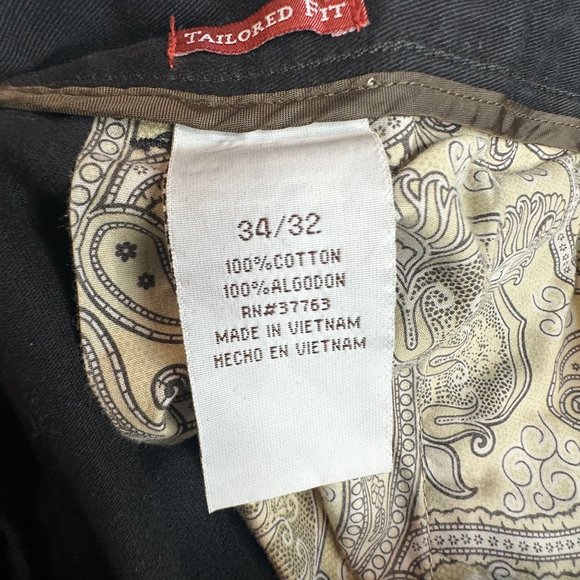 TAILORED FIT
34/32
100%COTTON
100%ALGODON
RN#37763
MADE IN VIETNAM
HECHO EN VIETNAM